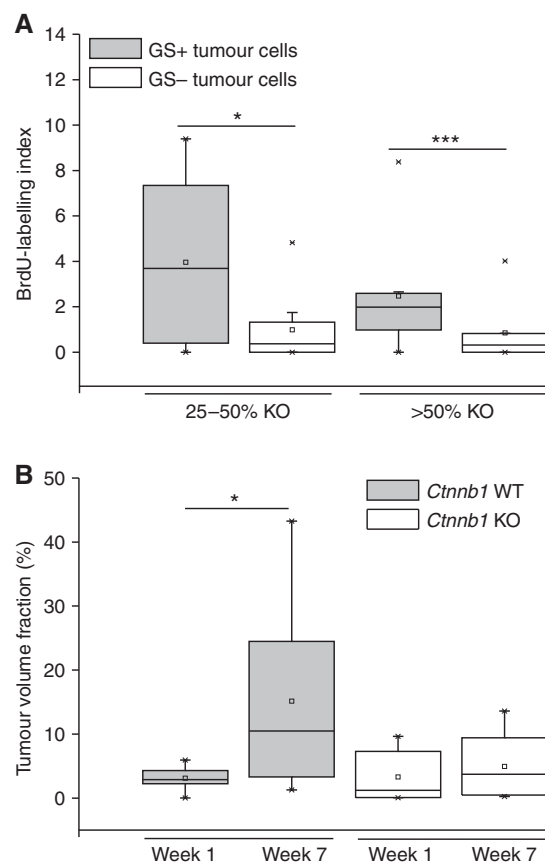 A
14
12
10
8
6
4
2
0
BrdU-labelling index
GS+ tumour cells
GS– tumour cells
*
***
25–50% KO
>50% KO
B
50
40
30
20
10
0
Tumour volume fraction (%)
Ctnnb1 WT
Ctnnb1 KO
*
Week 1 Week 7 Week 1 Week 7